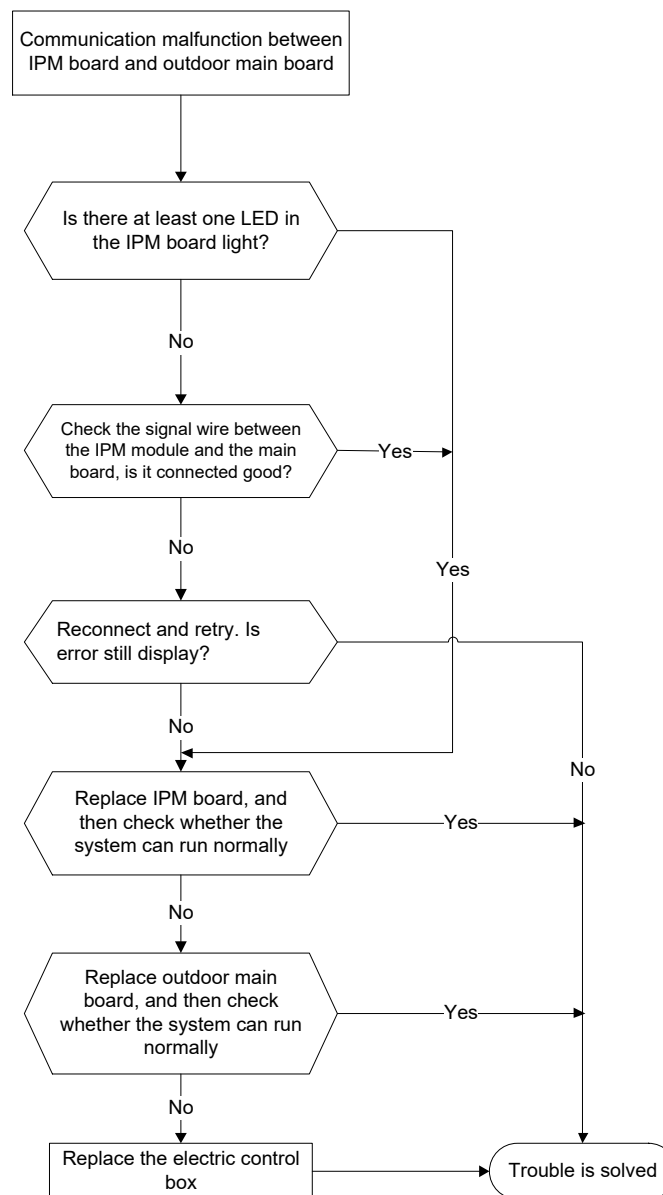 Communication malfunction between
IPM board and outdoor main board
Is there at least one LED in
the IPM board light?
No
Check the signal wire between
the IPM module and the main
board, is it connected good?
Yes
No
Yes
Reconnect and retry. Is
error still display?
No
No
Replace IPM board, and
then check whether the
system can run normally
Yes
No
Replace outdoor main
board, and then check
whether the system can run
normally
Yes
No
Replace the electric control
box
Trouble is solved